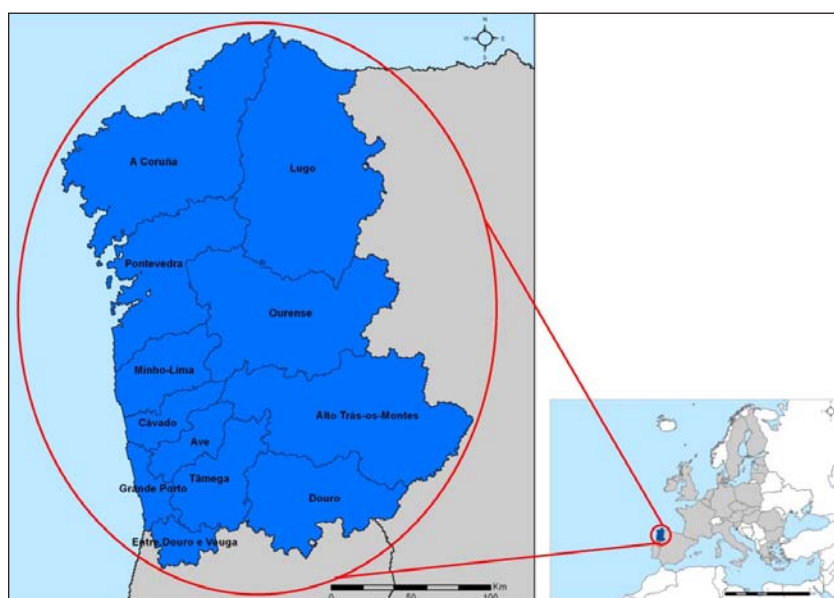 N
W E
S
A Coruña
Lugo
Pontevedra
Ourense
Minho-Lima
Alto Trás-os-Montes
Cávado
Ave
Tâmega
Grande Porto
Douro
Entre Douro e Vouga
Km
0 50 100